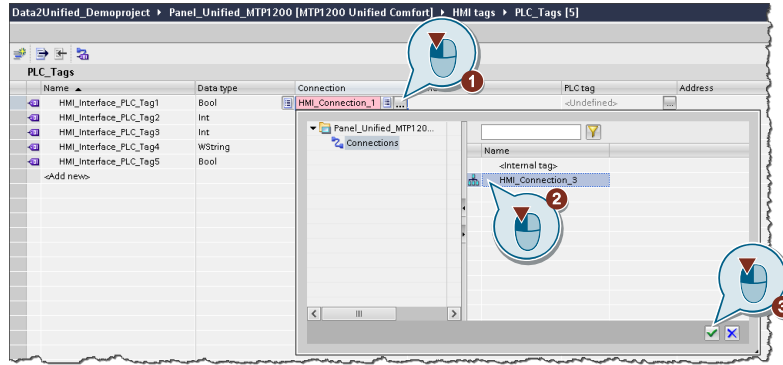 Data2Unified_Demoproject ▸ Panel_Unified_MTP1200 [MTP1200 Unified Comfort] ▸ HMI tags ▸ PLC_Tags [5]
PLC_Tags
Name Data type Connection PLC tag Address
HMI_Interface_PLC_Tag1 Bool HMI_Connection_1 ... <Undefined> ...
HMI_Interface_PLC_Tag2 Int
HMI_Interface_PLC_Tag3 Int
HMI_Interface_PLC_Tag4 WString
HMI_Interface_PLC_Tag5 Bool
<Add new>
1
Panel_Unified_MTP120...
Connections
Name
<Internal tag>
HMI_Connection_3
2
3